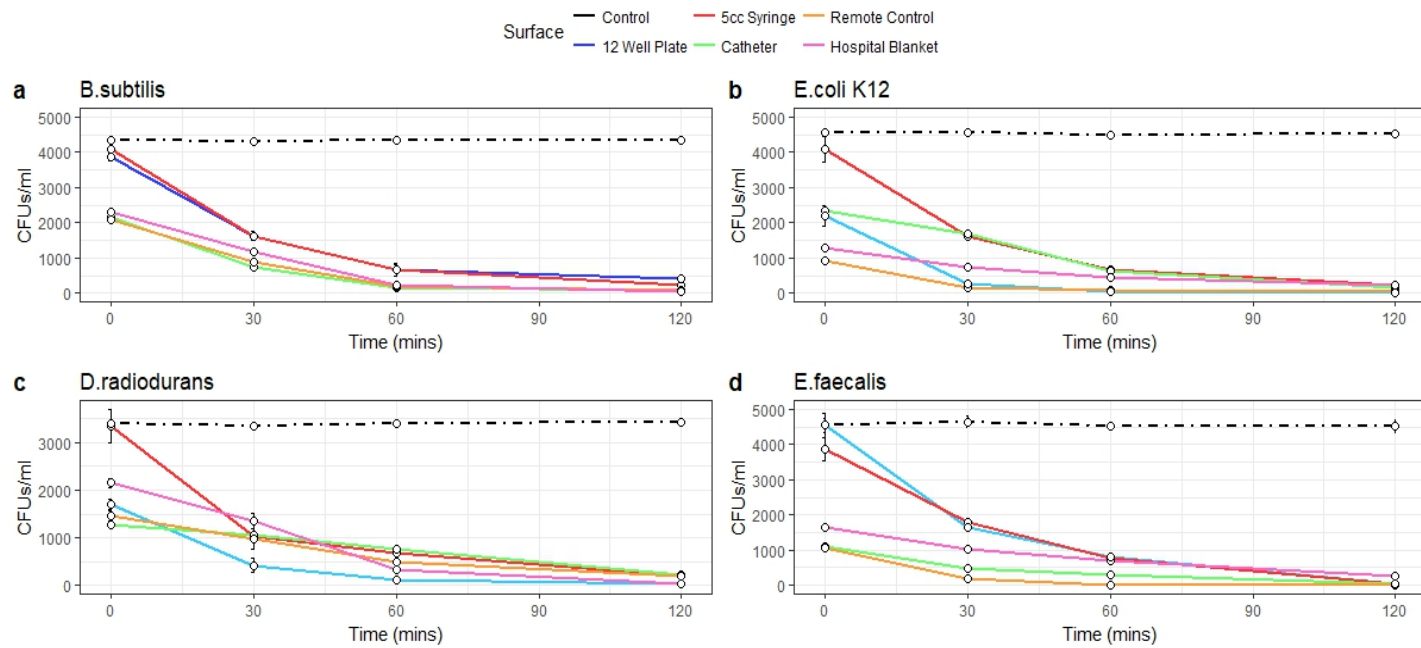 Surface
Control
5cc Syringe
Remote Control
12 Well Plate
Catheter
Hospital Blanket
a
B.subtilis
5000
4000
3000
2000
1000
0
CFUs/ml
0 30 60 90 120
Time (mins)
b
E.coli K12
5000
4000
3000
2000
1000
0
CFUs/ml
0 30 60 90 120
Time (mins)
c
D.radiodurans
3000
2000
1000
0
CFUs/ml
0 30 60 90 120
Time (mins)
d
E.faecalis
5000
4000
3000
2000
1000
0
CFUs/ml
0 30 60 90 120
Time (mins)